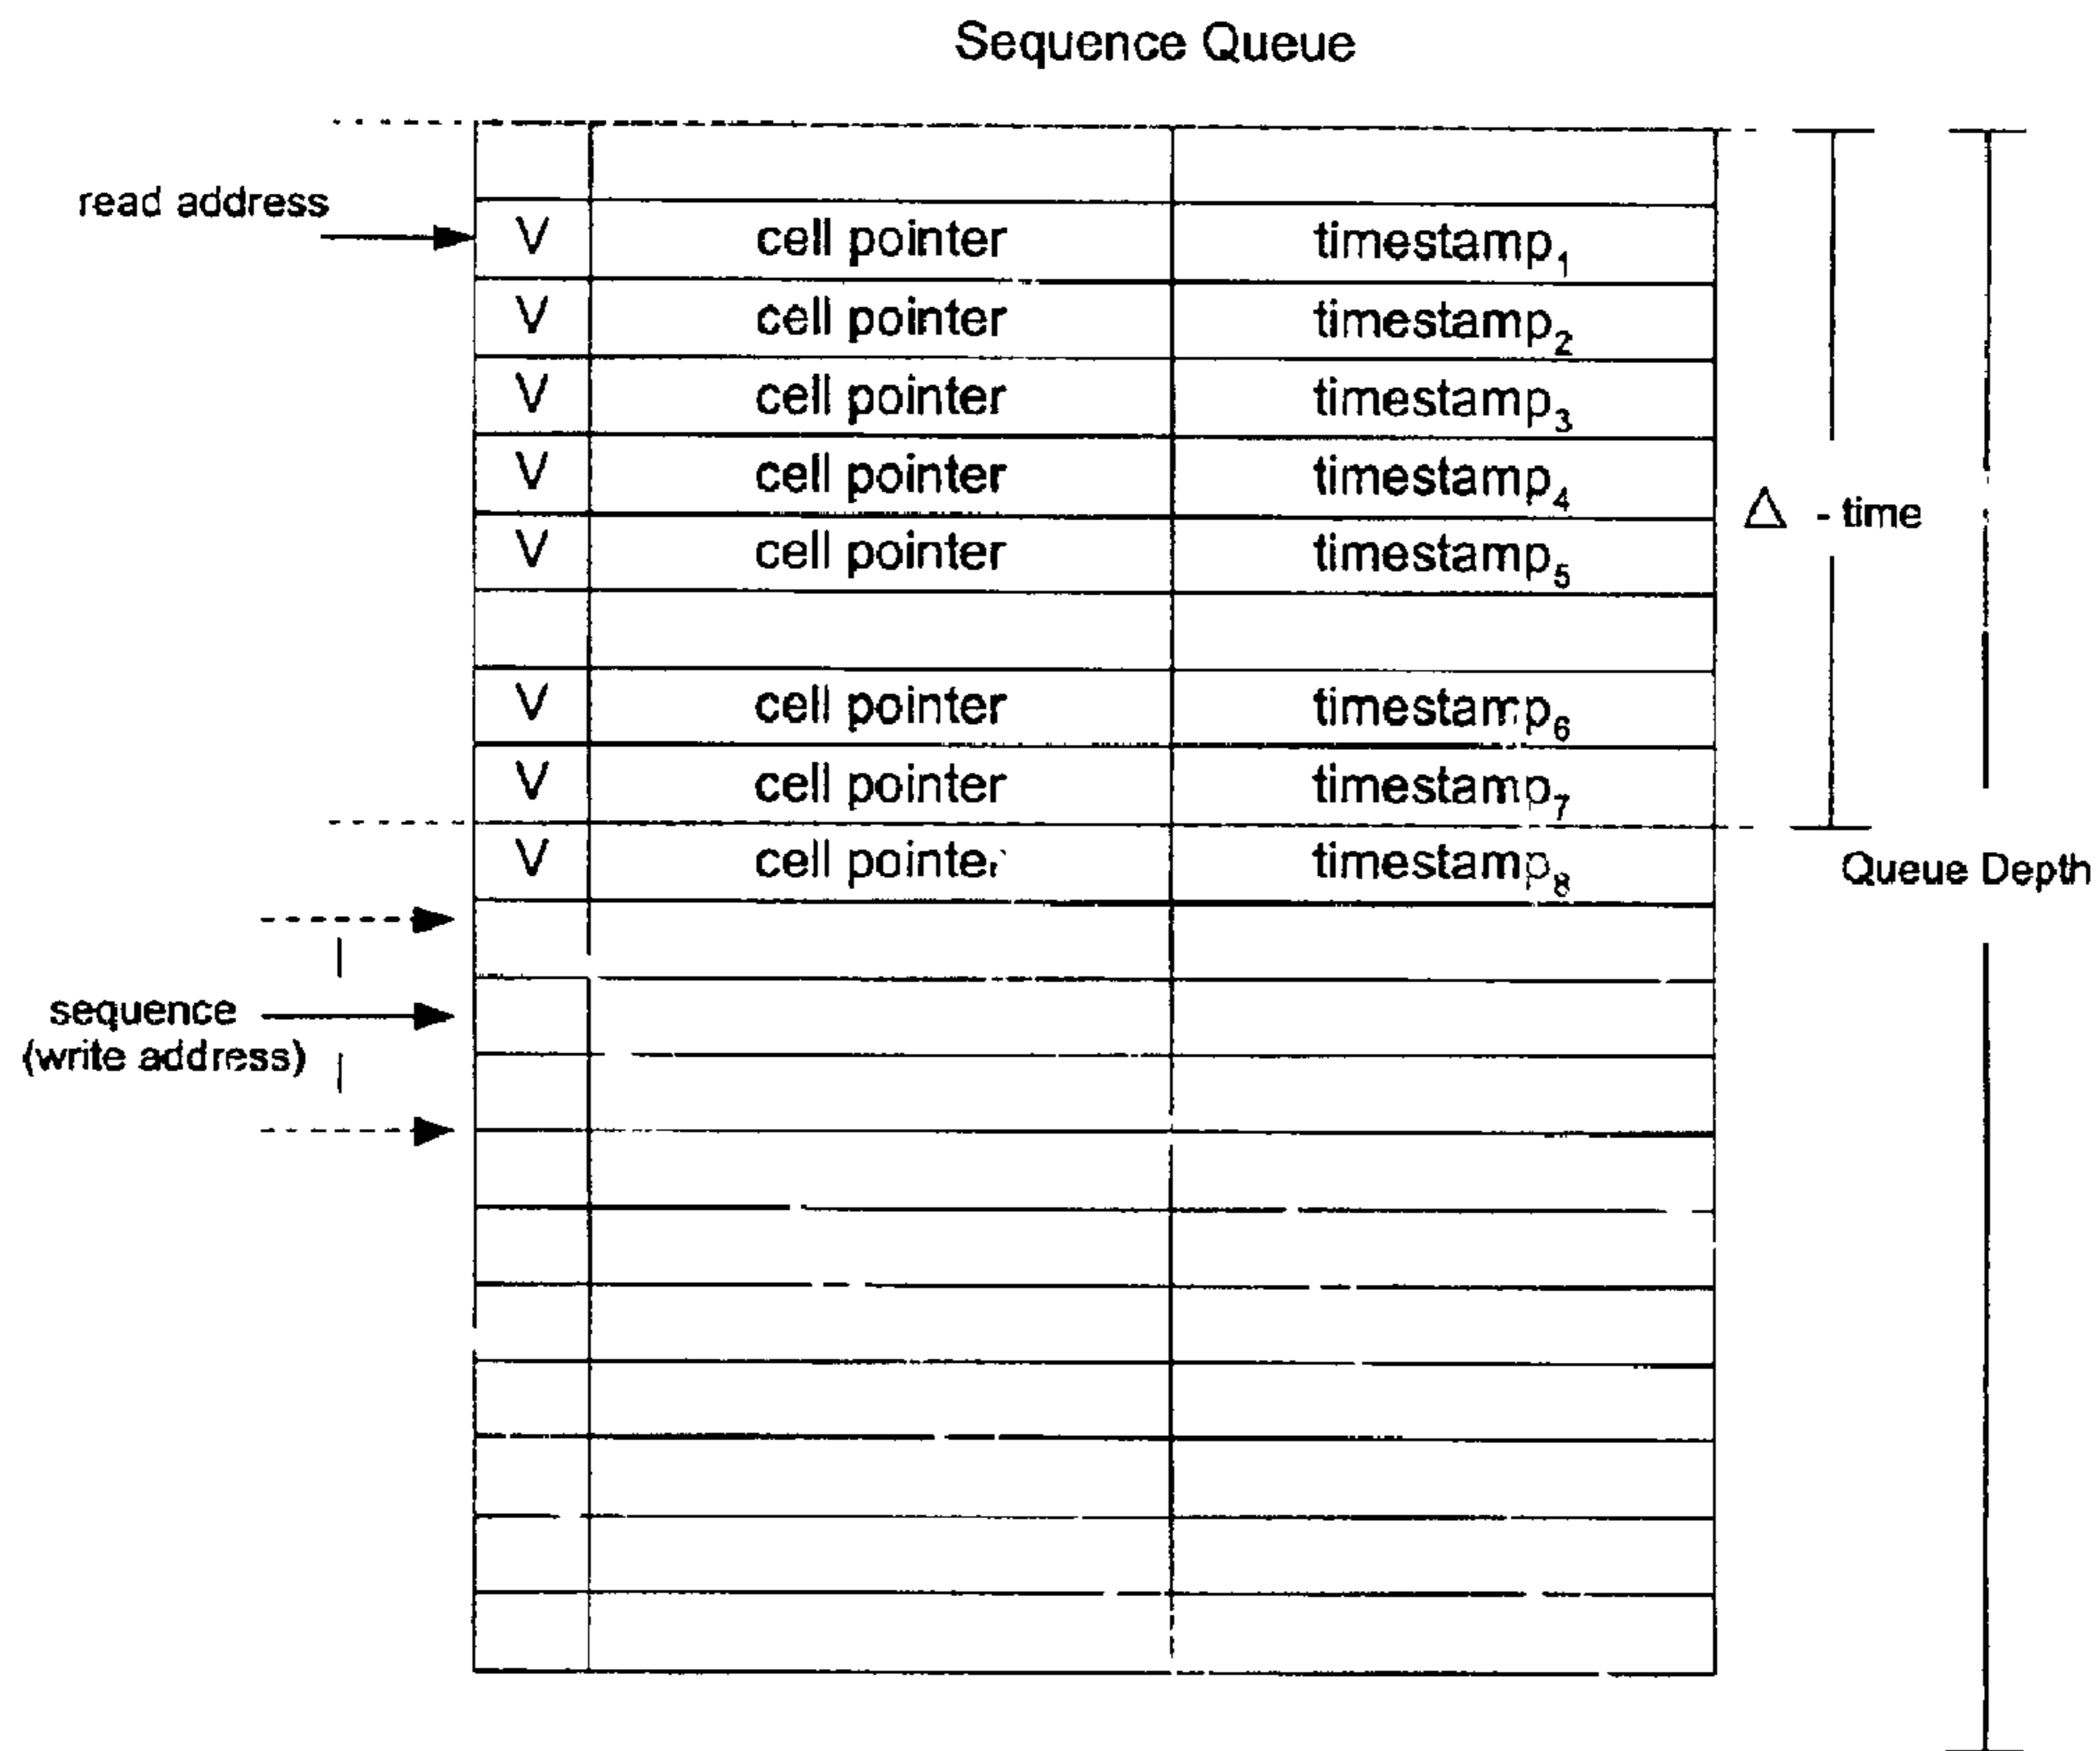 Sequence Queue
read address
V cell pointer timestamp₁
V cell pointer timestamp₂
V cell pointer timestamp₃
V cell pointer timestamp₄
V cell pointer timestamp₅
Δ - time
V cell pointer timestamp₆
V cell pointer timestamp₇
V cell pointer timestamp₈
Queue Depth
sequence
(write address)